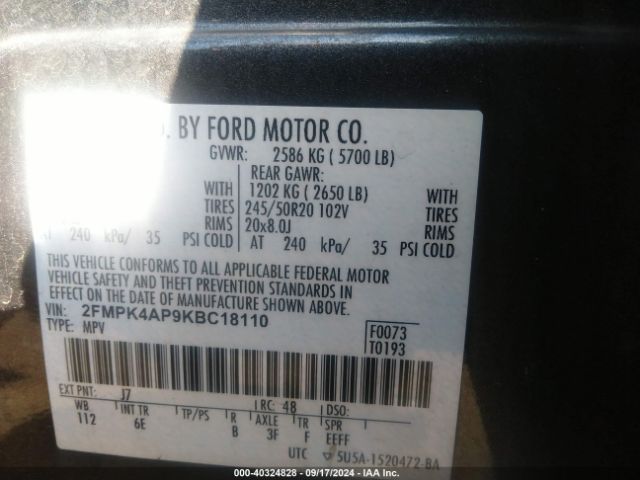 . BY FORD MOTOR CO.
GVWR: 2586 KG ( 5700 LB)
REAR GAWR:
WITH 1202 KG ( 2650 LB) WITH
TIRES 245/50R20 102V TIRES
RIMS 20x8.0J RIMS
AT 240 kPa/ 35 PSI COLD AT 240 kPa/ 35 PSI COLD
THIS VEHICLE CONFORMS TO ALL APPLICABLE FEDERAL MOTOR
VEHICLE SAFETY AND THEFT PREVENTION STANDARDS IN
EFFECT ON THE DATE OF MANUFACTURE SHOWN ABOVE.
VIN: 2FMPK4AP9KBC18110 F0073
TYPE: MPV T0193
EXT PNT: J7 RC: 48 DSO:
WB INT TR TP/PS R AXLE TR SPR
112 6E B 3F F EFFF
UTC 5U5A-1520472-BA
000-40324828 - 09/17/2024 - IAA Inc.